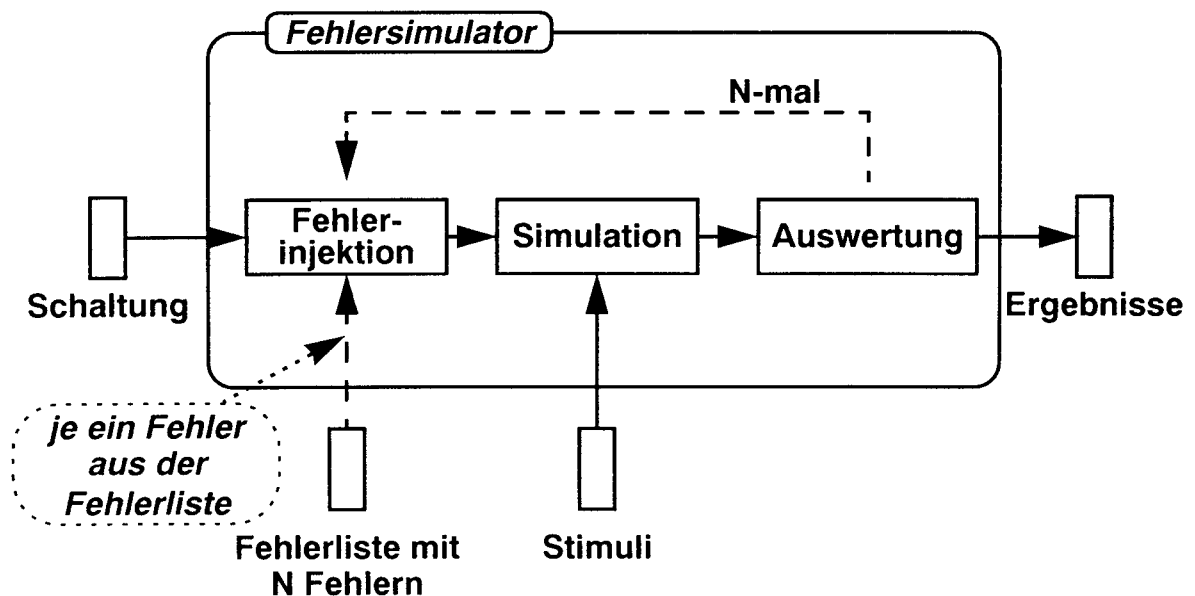 Fehlersimulator
N-mal
Fehler-
injektion
Simulation
Auswertung
Schaltung
Ergebnisse
je ein Fehler
aus der
Fehlerliste
Fehlerliste mit
N Fehlern
Stimuli